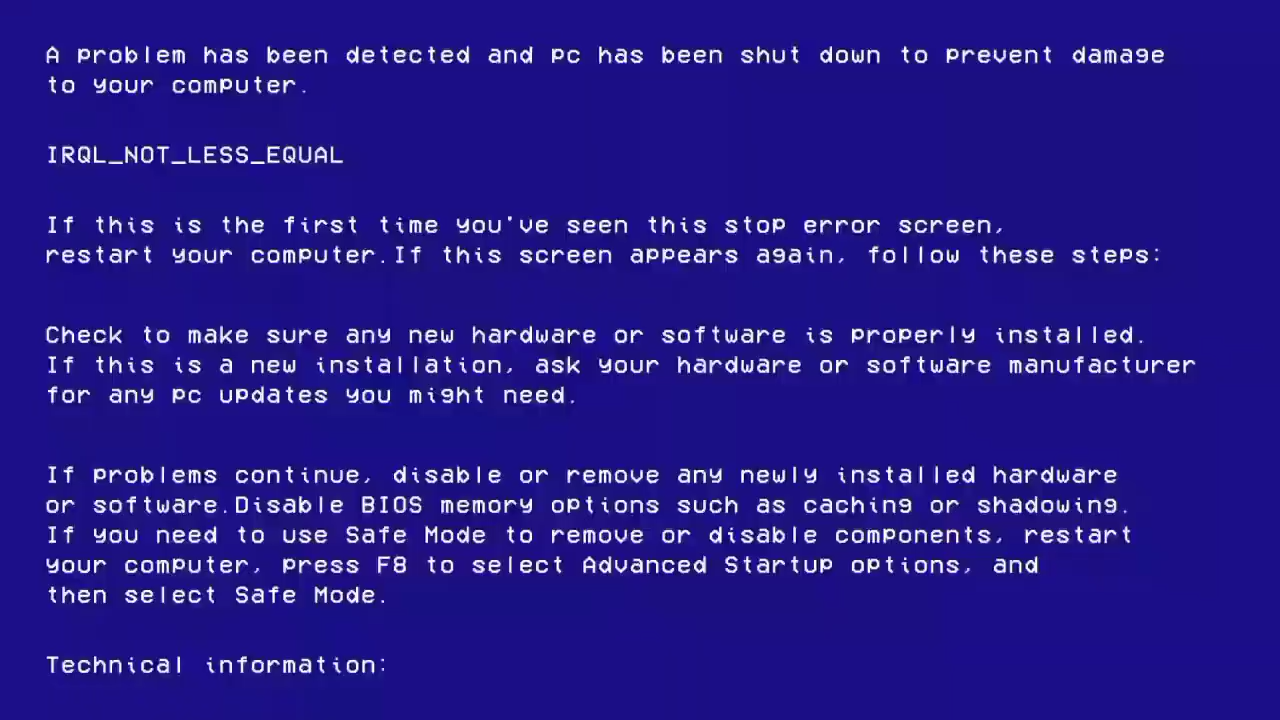 A problem has been detected and pc has been shut down to prevent damage
to your computer.
IRQL_NOT_LESS_EQUAL
If this is the first time you've seen this stop error screen,
restart your computer.If this screen appears again, follow these steps:
Check to make sure any new hardware or software is properly installed.
If this is a new installation, ask your hardware or software manufacturer
for any pc updates you might need.
If problems continue, disable or remove any newly installed hardware
or software.Disable BIOS memory options such as caching or shadowing.
If you need to use Safe Mode to remove or disable components, restart
your computer, press F8 to select Advanced Startup options, and
then select Safe Mode.
Technical information: